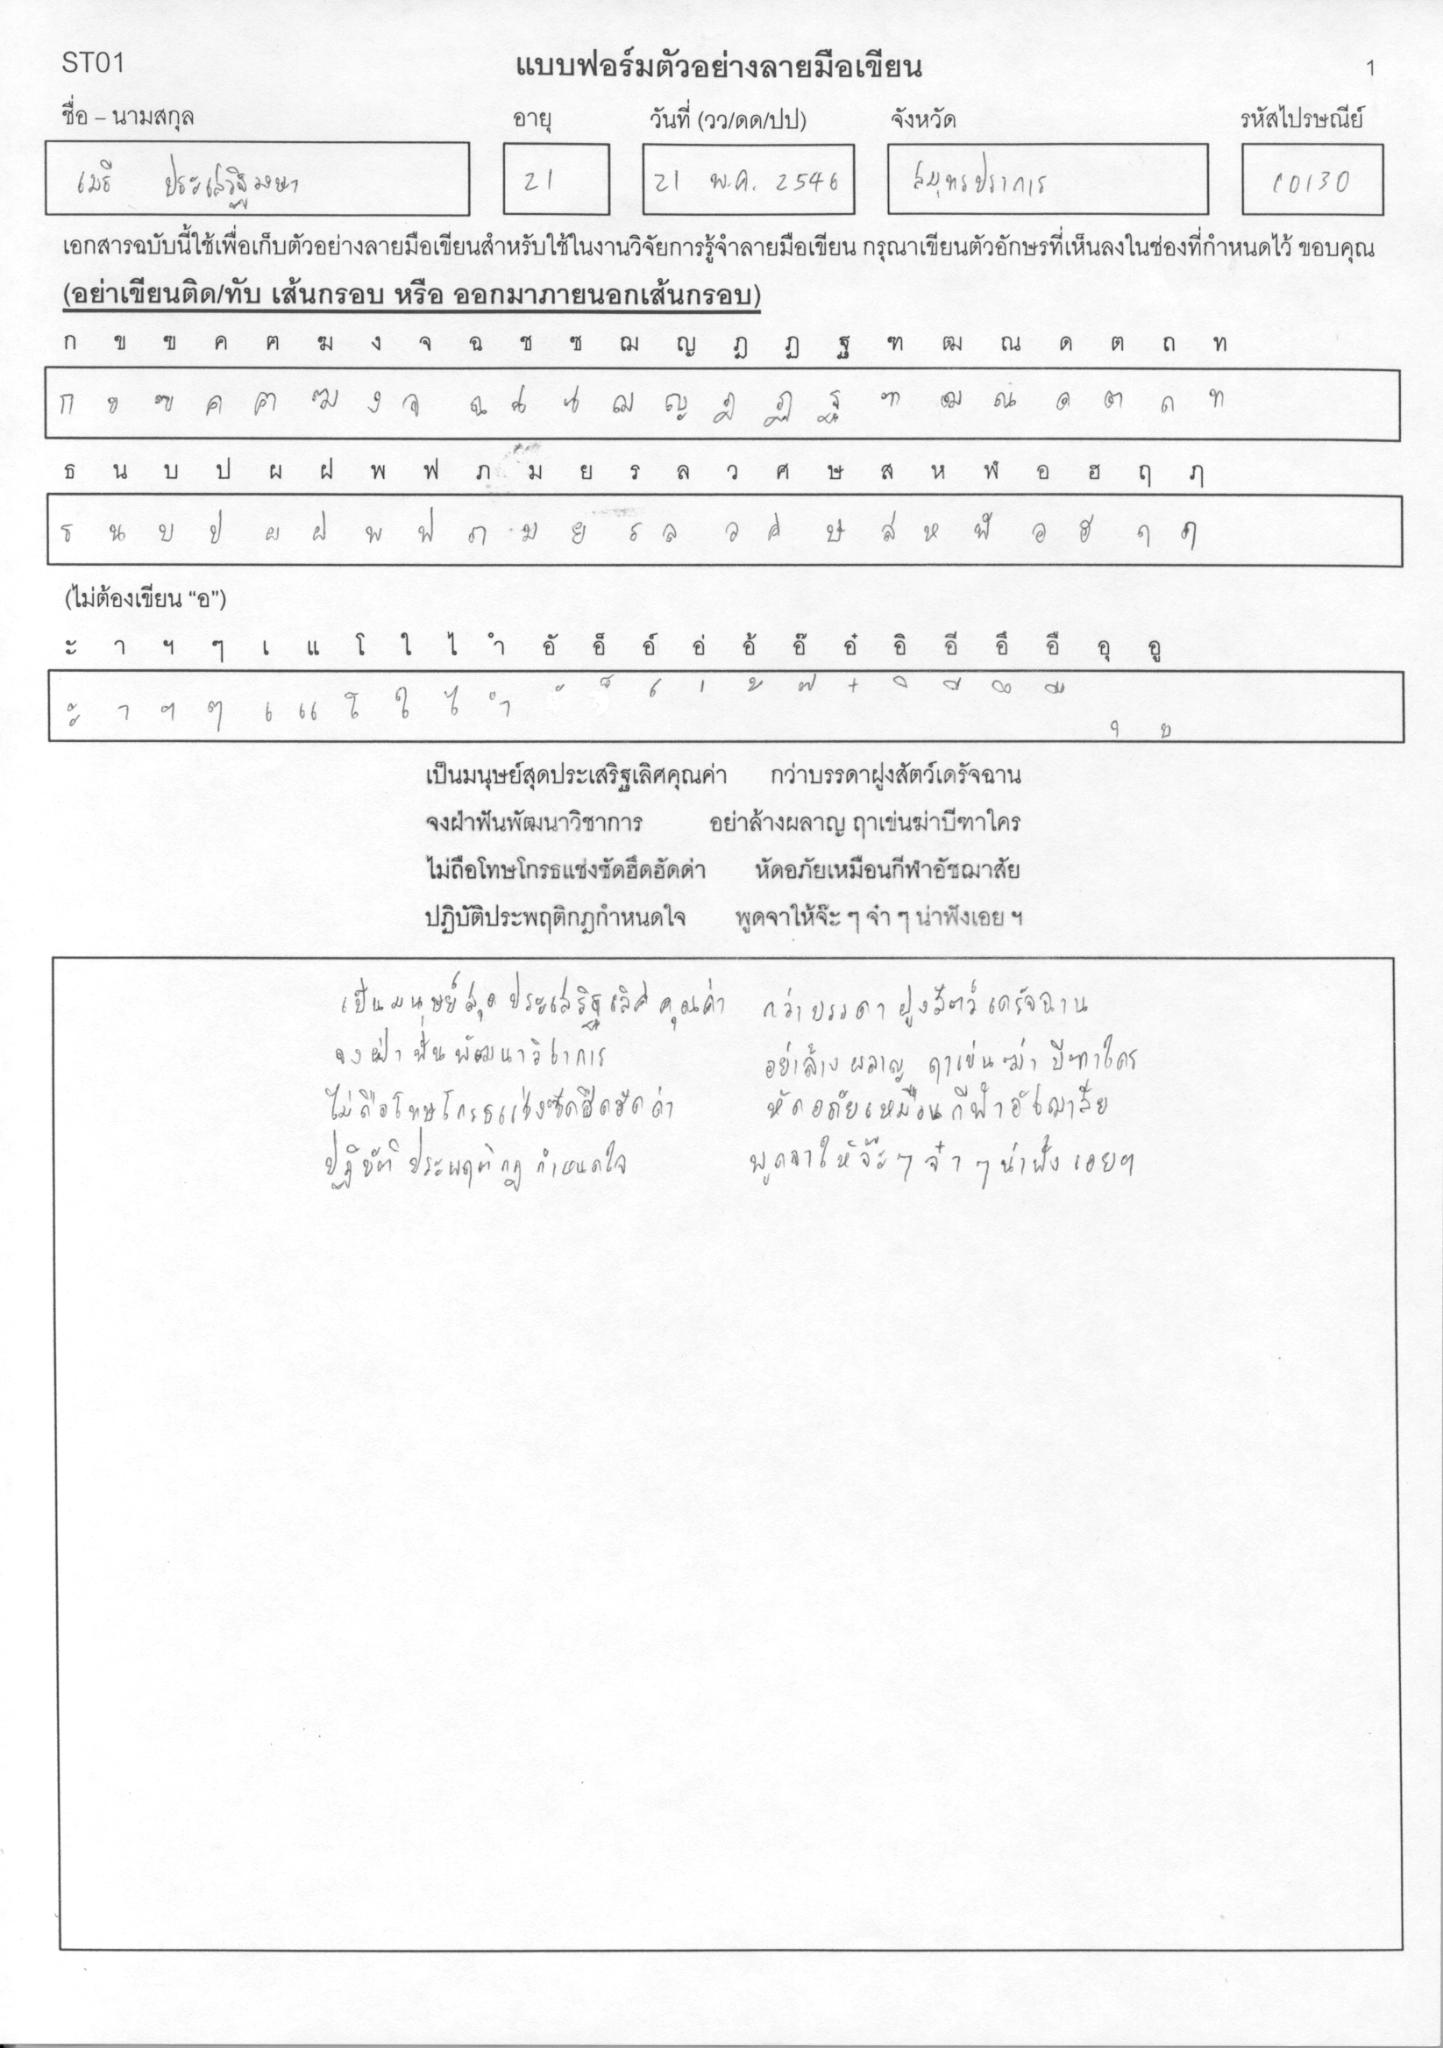 ST01 แบบฟอร์มตัวอย่างลายมือเขียน 1
ชื่อ – นามสกุล อายุ วันที่ (วว/ดด/ปป) จังหวัด รหัสไปรษณีย์
เมธี 21 21 พ.ค. 2546 สมุทรปราการ 10130
เอกสารฉบับนี้ใช้เพื่อเก็บตัวอย่างลายมือเขียนสำหรับใช้ในงานวิจัยการรู้จำลายมือเขียน กรุณาเขียนตัวอักษรที่เห็นลงในช่องที่กำหนดไว้ ขอบคุณ
(อย่าเขียนติด/ทับ เส้นกรอบ หรือ ออกมาภายนอกเส้นกรอบ)
ก ข ฃ ค ฅ ฆ ง จ ฉ ช ซ ฌ ญ ฎ ฏ ฐ ฑ ฒ ณ ด ต ถ ท
ก ข ฃ ค ฅ ฆ ง จ ฉ ช ซ ฌ ญ ฎ ฏ ฐ ฑ ฒ ณ ด ต ถ ท
ธ น บ ป ผ ฝ พ ฟ ภ ม ย ร ล ว ศ ษ ส ห ฬ อ ฮ ฤ ฦ
ธ น บ ป ผ ฝ พ ฟ ภ ม ย ร ล ว ศ ษ ส ห ฬ อ ฮ ฤ ฦ
(ไม่ต้องเขียน “อ”)
ะ า ฯ ๆ เ แ โ ใ ไ ำ อั อ็ อ์ อ่ อ้ อ๊ อ๋ อิ อี อึ อื อุ อู
ะ า ฯ ๆ เ แ โ ใ ไ ำ ั ็ ์ ่ ้ ๊ ๋ ิ ี ึ ื ุ ู
เป็นมนุษย์สุดประเสริฐเลิศคุณค่า กว่าบรรดาฝูงสัตว์เดรัจฉาน
จงฝ่าฟันพัฒนาวิชาการ อย่าล้างผลาญ ฤาเข่นฆ่าบีฑาใคร
ไม่ถือโทษโกรธแช่งซัดฮึดฮัดด่า หัดอภัยเหมือนกีฬาอัชฌาสัย
ปฏิบัติประพฤติกฎกำหนดใจ พูดจาให้จ๊ะ ๆ จ๋า ๆ น่าฟังเอย ฯ
เป็นมนุษย์สุด ประเสริฐ เลิศ คุณค่า กว่าบรรดา ฝูงสัตว์ เดรัจฉาน
จงฝ่า ฟั่น พัฒนาวิชาการ อย่าล้าง ผลาญ ฤาเข่นฆ่า บีฑาใคร
ไม่ถือโทษโกรธแช่งซัดฮึดฮัดด่า หัดอภัยเหมือนกีฬาอัชฌาสัย
ปฏิบัติ ประพฤติ กฎ กำหนดใจ พูดจาให้จ๊ะ ๆ จ๋า ๆ น่าฟัง เอยฯ